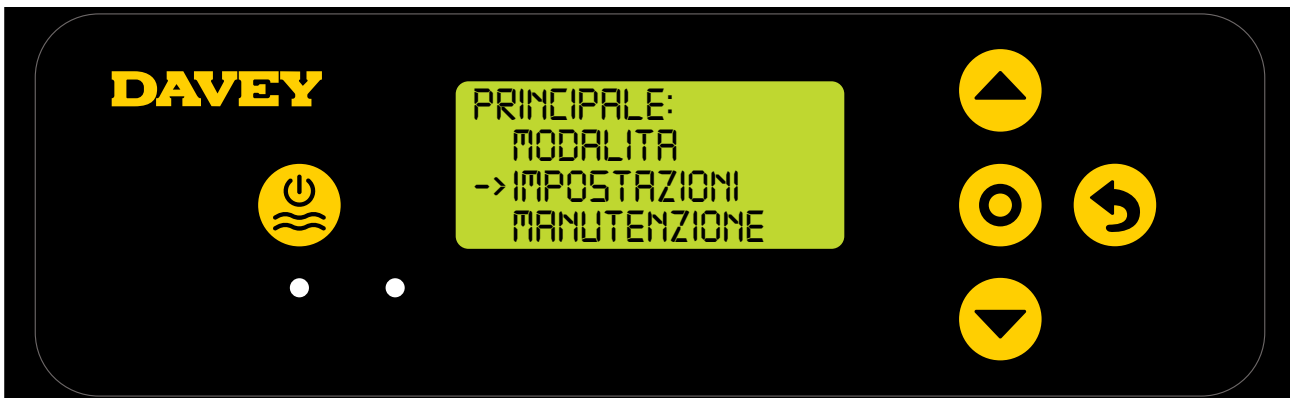 DAVEY
PRINCIPALE:
MODALITA
->IMPOSTAZIONI
MANUTENZIONE